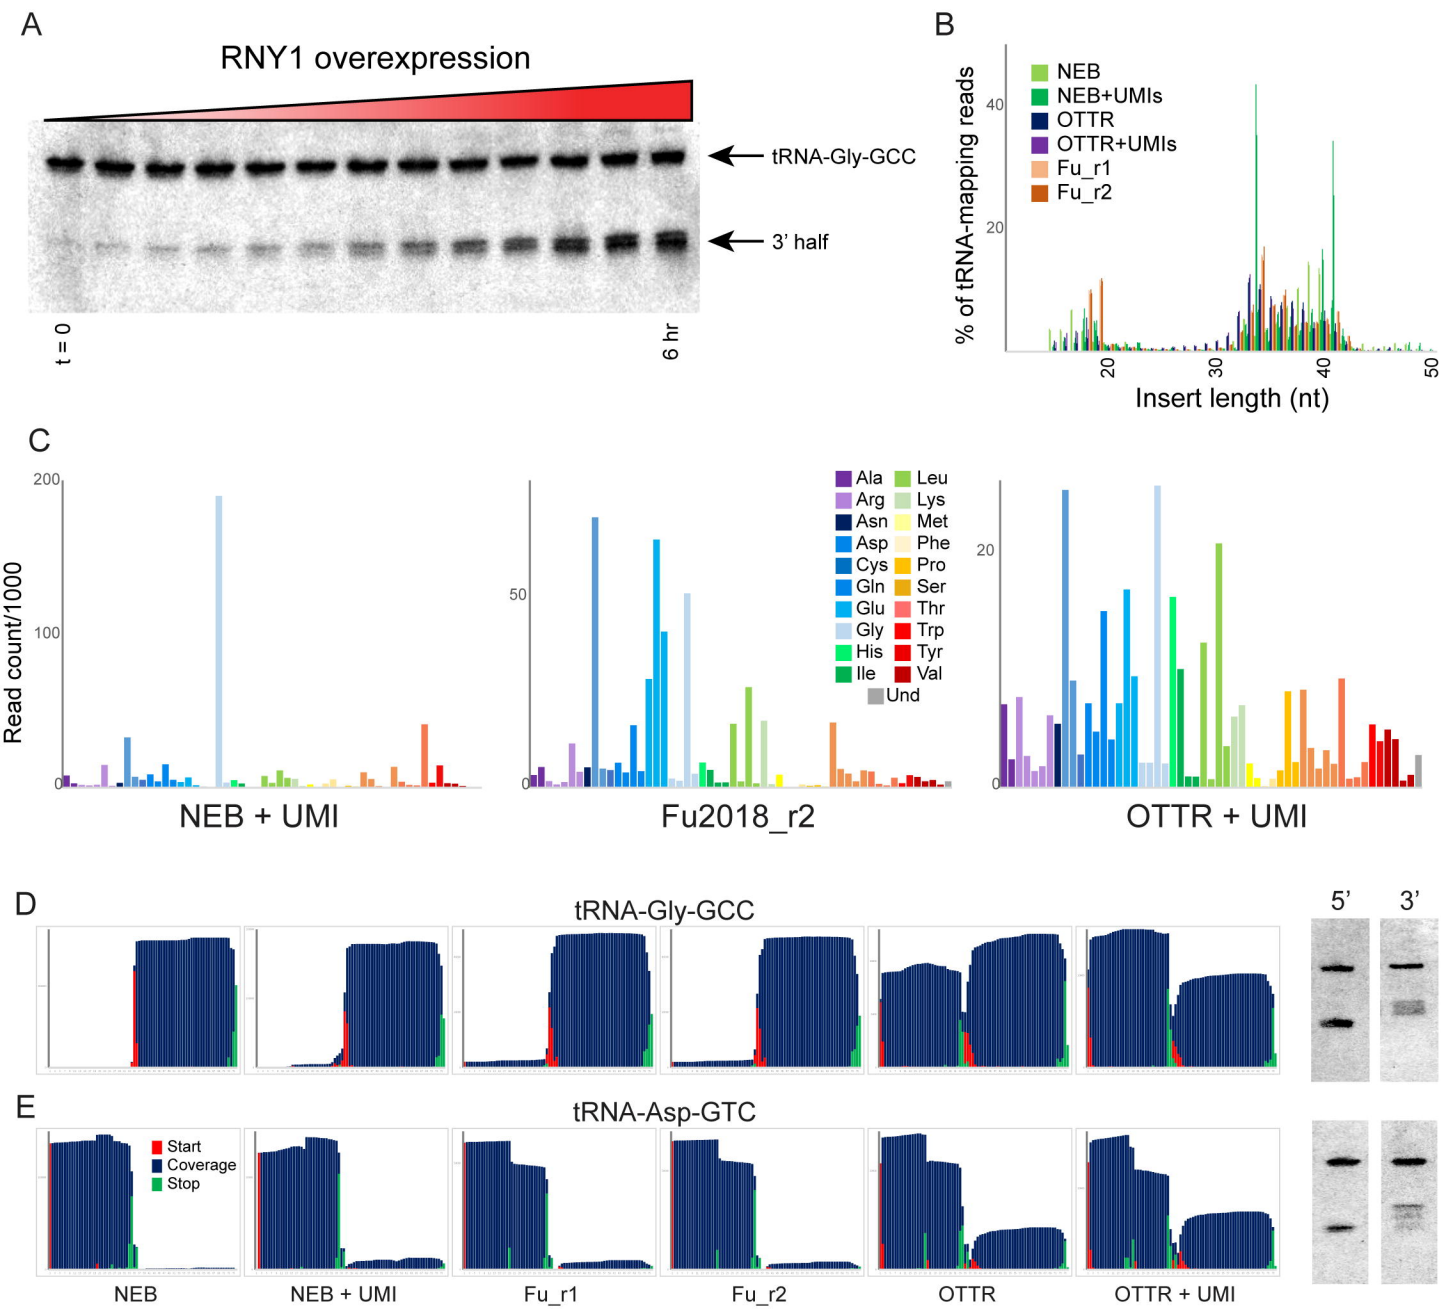 A
RNY1 overexpression
tRNA-Gly-GCC
3’ half
t = 0
6 hr
B
% of tRNA-mapping reads
40
20
NEB
NEB+UMIs
OTTR
OTTR+UMIs
Fu_r1
Fu_r2
20
30
40
50
Insert length (nt)
C
Read count/1000
200
100
0
NEB + UMI
50
0
Fu2018_r2
Ala
Arg
Asn
Asp
Cys
Gln
Glu
Gly
His
Ile
Leu
Lys
Met
Phe
Pro
Ser
Thr
Trp
Tyr
Val
Und
20
0
OTTR + UMI
D
tRNA-Gly-GCC
5’
3’
E
tRNA-Asp-GTC
Start
Coverage
Stop
NEB
NEB + UMI
Fu_r1
Fu_r2
OTTR
OTTR + UMI